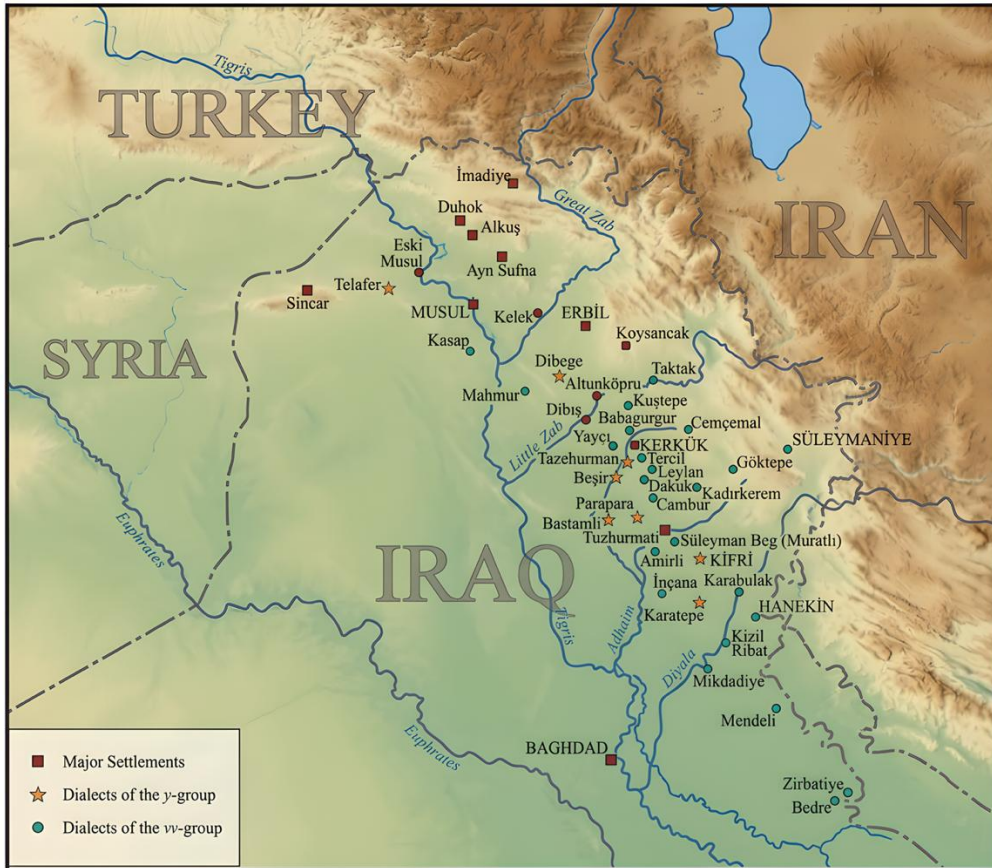 Tigris
TURKEY
İmadiye
Great Zab
Duhok
Alkuş
IRAN
Eski
Musul
Ayn Sufna
Telafer
Sincar
MUSUL
Kelek
ERBİL
Koysancak
SYRIA
Kasap
Dibege
Taktak
Mahmur
Altunköpru
Kuştepe
Dibış
Babagurgur
Cemçemal
Little Zab
Yayçı
KERKÜK
SÜLEYMANİYE
Tazehurman
Tercil
Leylan
Göktepe
Beşir
Dakuk
Kadırkerem
Parapara
Cambur
Bastamli
Tuzhurmati
Süleyman Beg (Muratlı)
Euphrates
IRAQ
Amirli
KİFRİ
İnçana
Karabulak
Karatepe
HANEKİN
Tigris
Adhaim
Diyala
Kizil
Ribat
Mikdadiye
Mendeli
Euphrates
BAGHDAD
Zirbatiye
Bedre
Major Settlements
Dialects of the y-group
Dialects of the vv-group